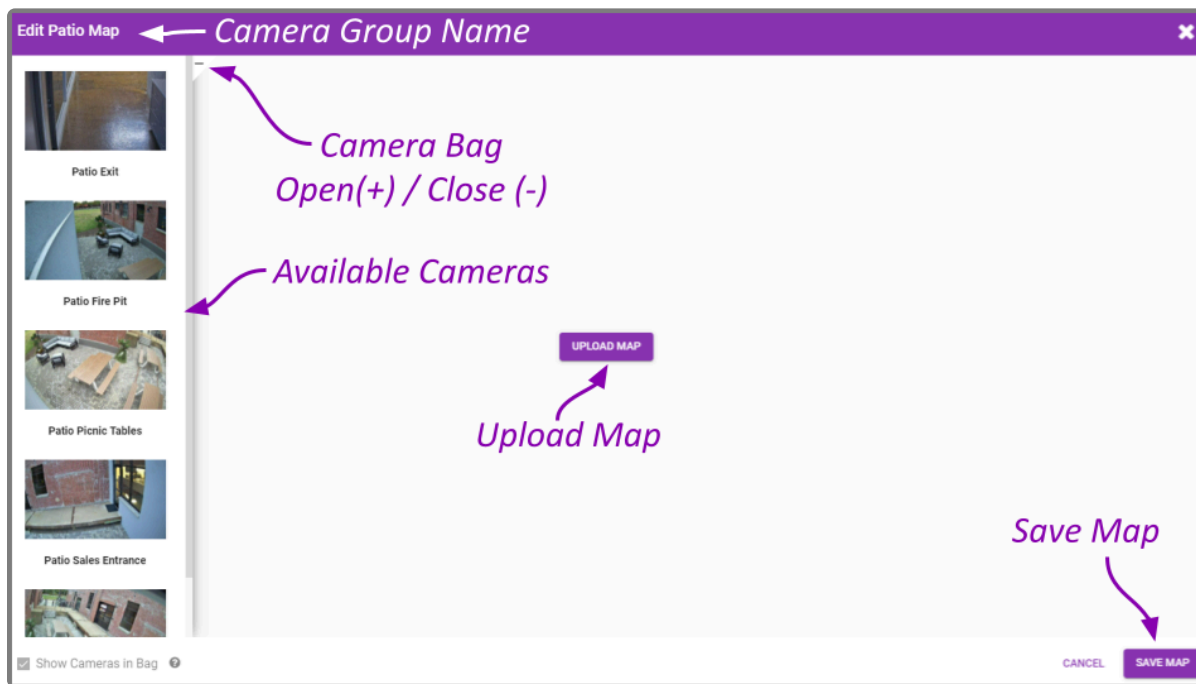 Edit Patio Map
Camera Group Name
Patio Exit
Camera Bag
Open(+) / Close (-)
Patio Fire Pit
Available Cameras
UPLOAD MAP
Patio Picnic Tables
Upload Map
Patio Sales Entrance
Save Map
Show Cameras in Bag
CANCEL
SAVE MAP